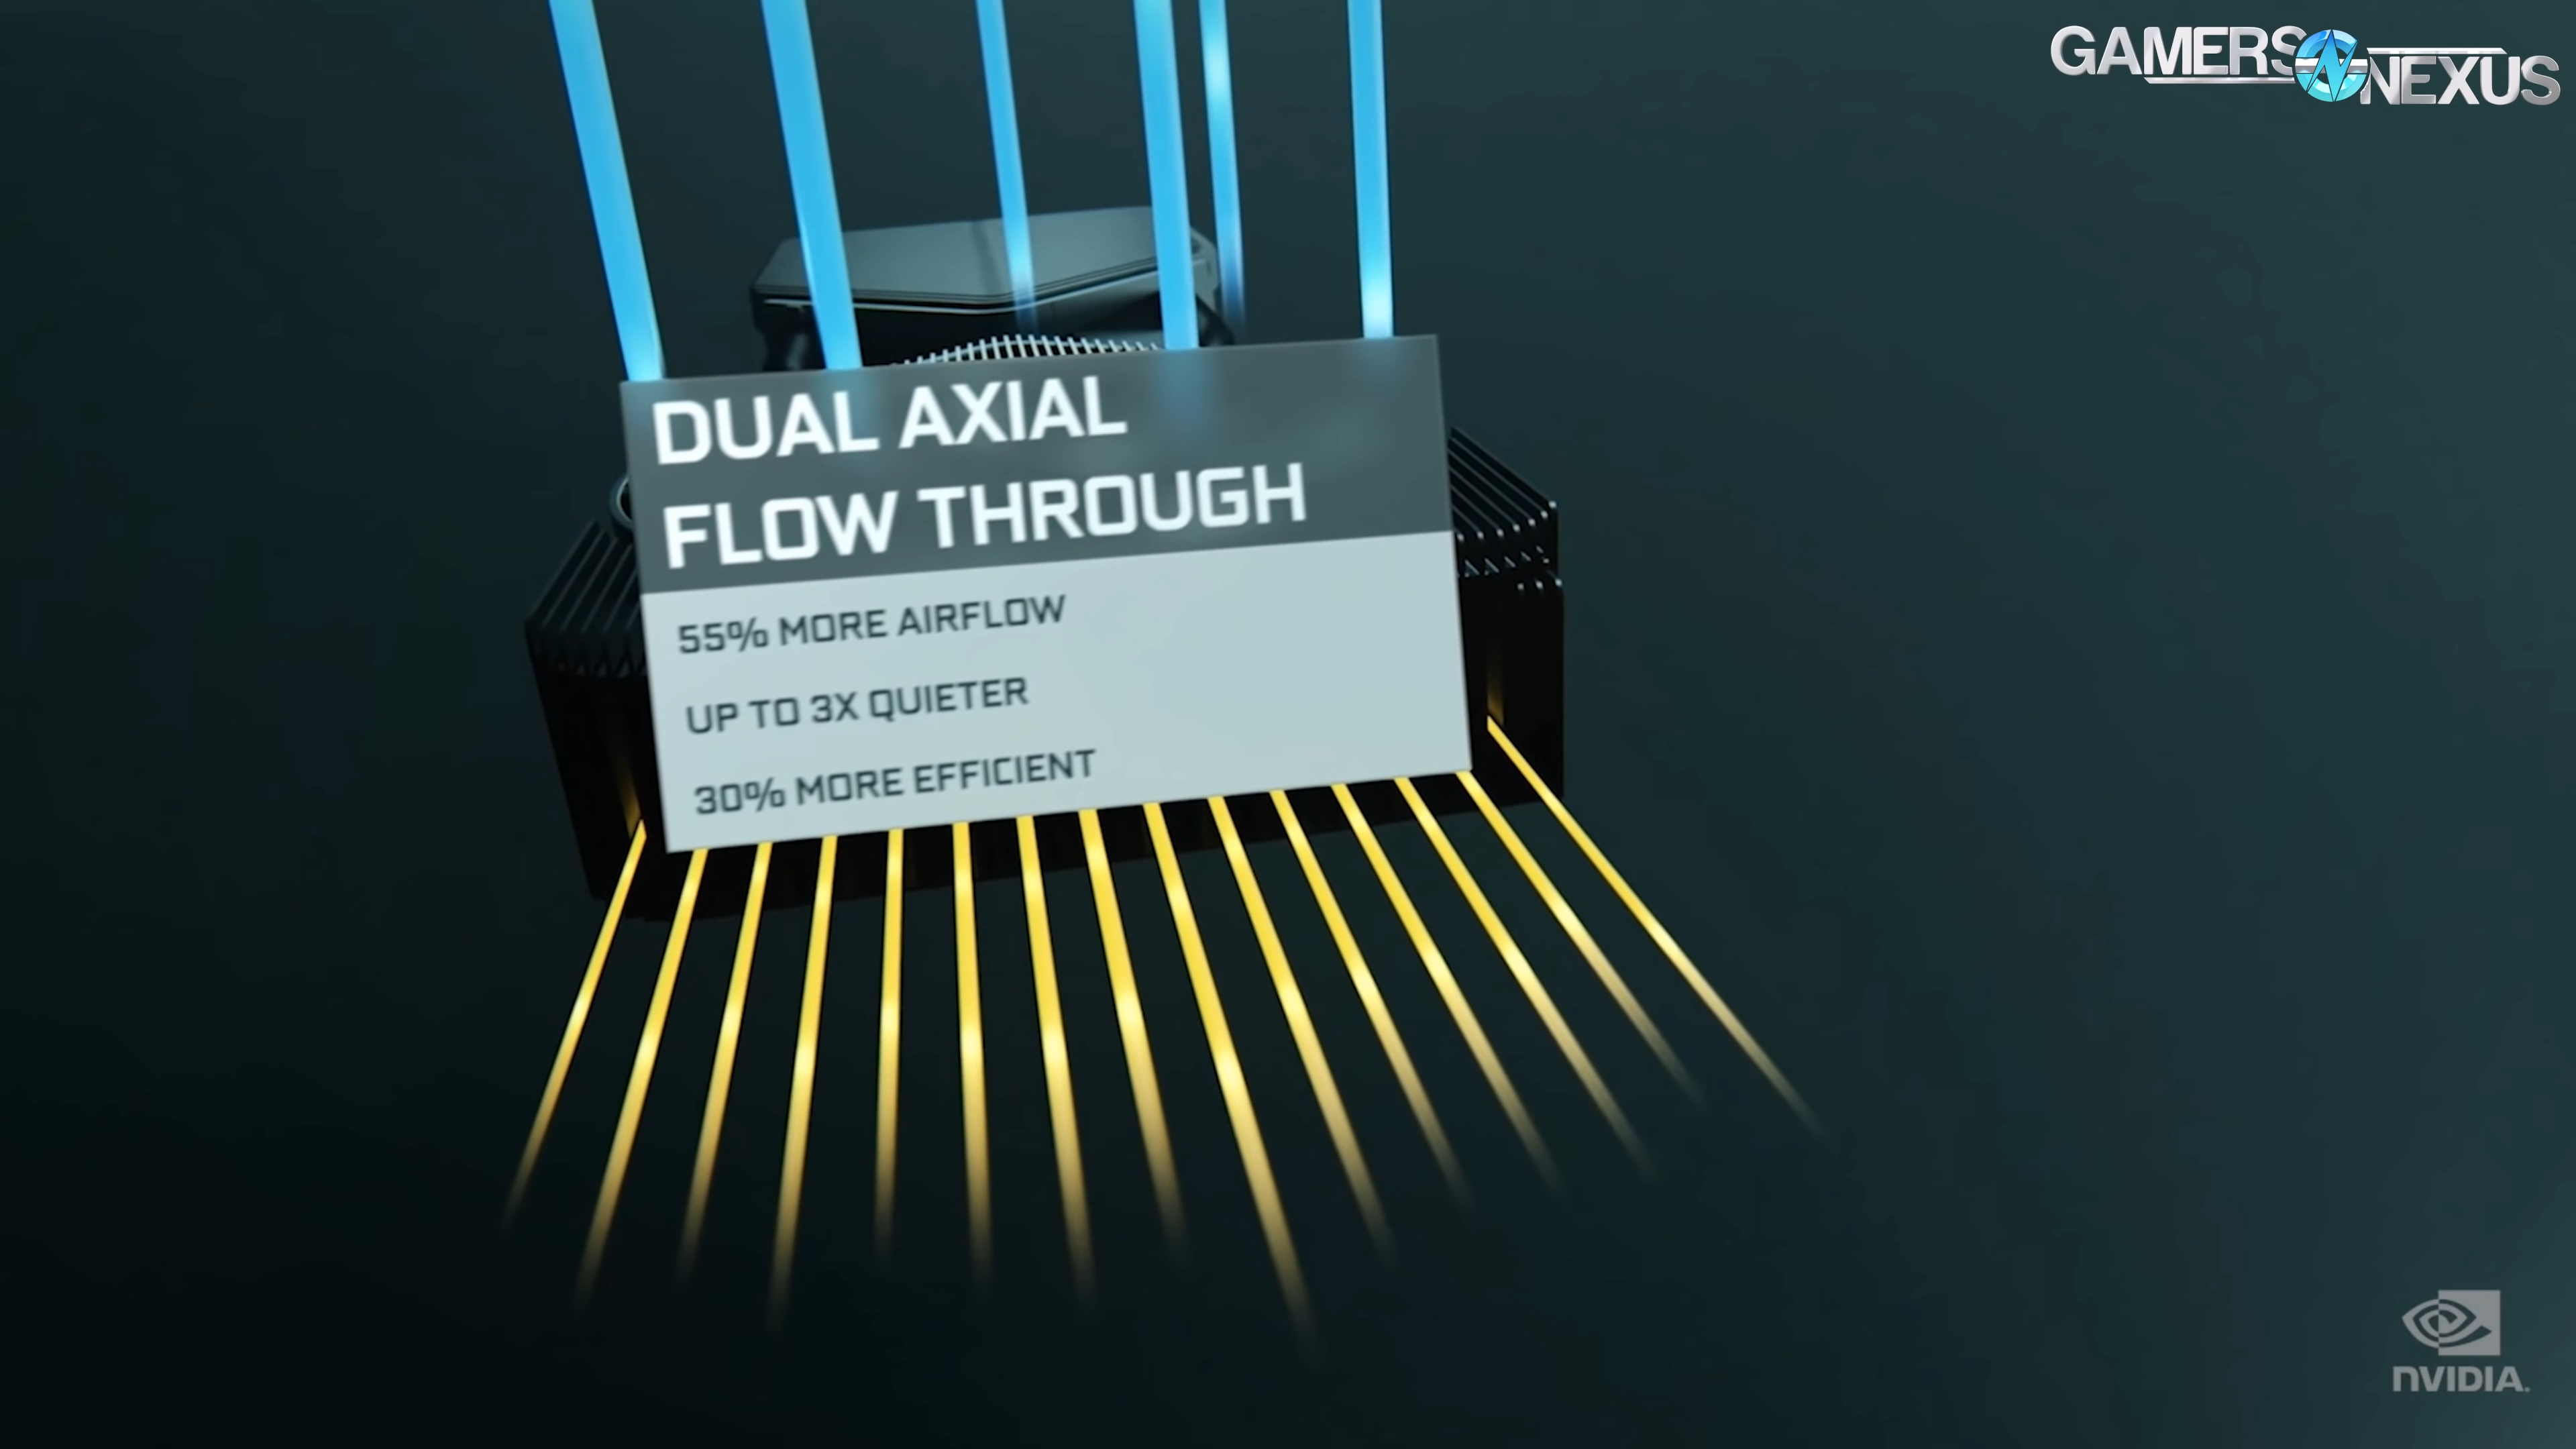 GAMERS NEXUS
DUAL AXIAL
FLOW THROUGH
55% MORE AIRFLOW
UP TO 3X QUIETER
30% MORE EFFICIENT
NVIDIA.